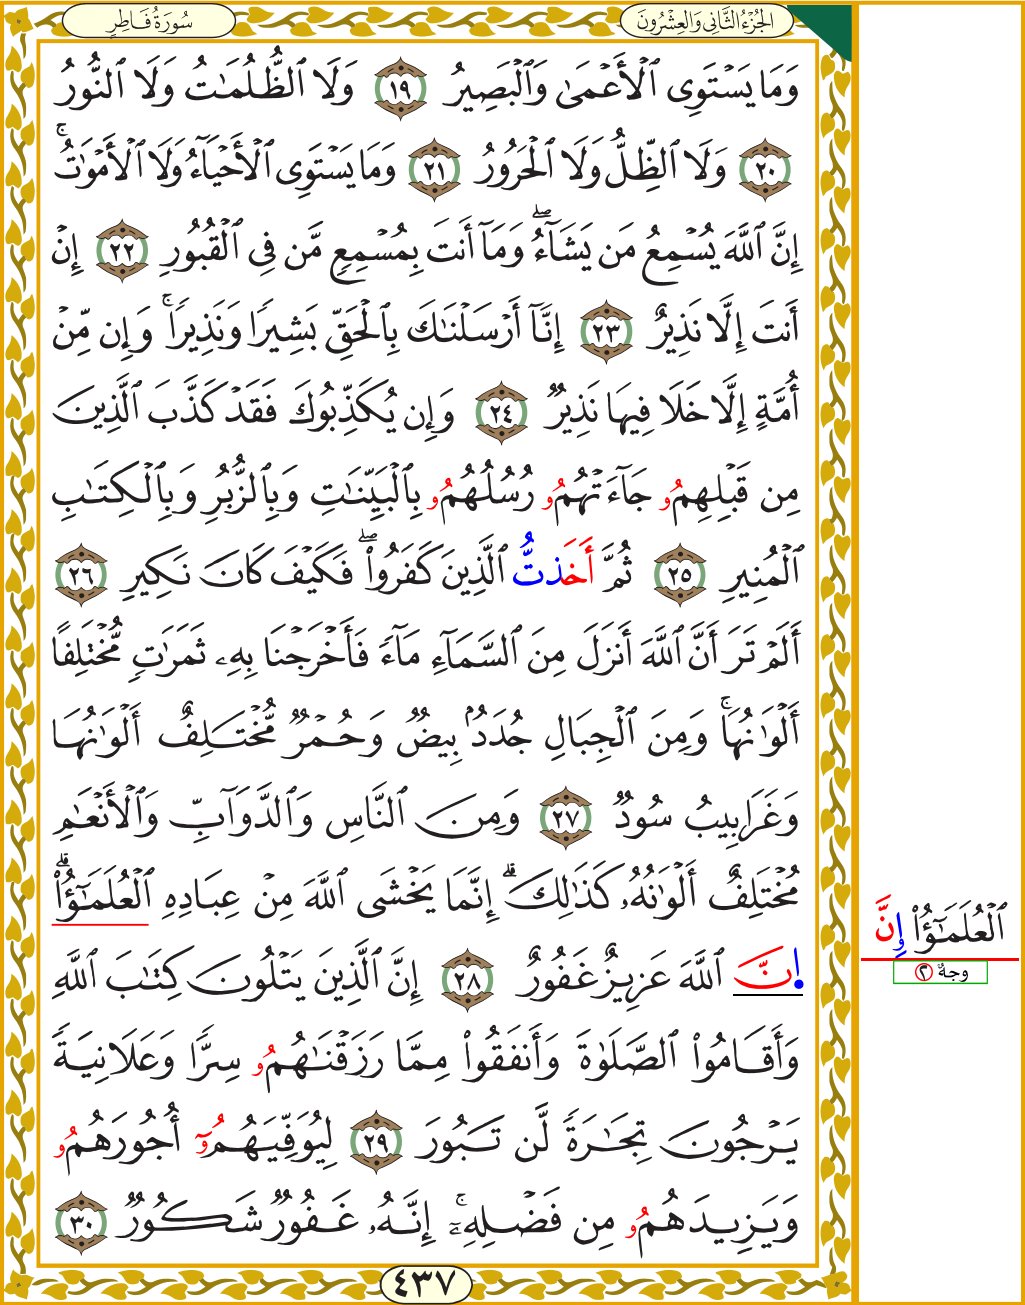 الجُزْءُ الثَّانِي وَالعِشْرُونَ
سُورَةُ فَاطِرٍ
وَمَا يَسْتَوِى ٱلْأَعْمَىٰ وَٱلْبَصِيرُ ١٩ وَلَا ٱلظُّلُمَٰتُ وَلَا ٱلنُّورُ
٢٠ وَلَا ٱلظِّلُّ وَلَا ٱلْحَرُورُ ٢١ وَمَا يَسْتَوِى ٱلْأَحْيَآءُ وَلَا ٱلْأَمْوَٰتُ ۚ
إِنَّ ٱللَّهَ يُسْمِعُ مَن يَشَآءُ ۖ وَمَآ أَنتَ بِمُسْمِعٍ مَّن فِى ٱلْقُبُورِ ٢٢ إِنْ
أَنتَ إِلَّا نَذِيرٌ ٢٣ إِنَّآ أَرْسَلْنَٰكَ بِٱلْحَقِّ بَشِيرًا وَنَذِيرًا ۚ وَإِن مِّنْ
أُمَّةٍ إِلَّا خَلَا فِيهَا نَذِيرٌ ٢٤ وَإِن يُكَذِّبُوكَ فَقَدْ كَذَّبَ ٱلَّذِينَ
مِن قَبْلِهِمُۥ جَآءَتْهُمُۥ رُسُلُهُمُۥ بِٱلْبَيِّنَٰتِ وَبِٱلزُّبُرِ وَبِٱلْكِتَٰبِ
ٱلْمُنِيرِ ٢٥ ثُمَّ أَخَذتُّ ٱلَّذِينَ كَفَرُوا۟ ۖ فَكَيْفَ كَانَ نَكِيرِ ٢٦
أَلَمْ تَرَ أَنَّ ٱللَّهَ أَنزَلَ مِنَ ٱلسَّمَآءِ مَآءً فَأَخْرَجْنَا بِهِۦ ثَمَرَٰتٍ مُّخْتَلِفًا
أَلْوَٰنُهَا ۚ وَمِنَ ٱلْجِبَالِ جُدَدٌۢ بِيضٌ وَحُمْرٌ مُّخْتَلِفٌ أَلْوَٰنُهَا
وَغَرَابِيبُ سُودٌ ٢٧ وَمِنَ ٱلنَّاسِ وَٱلدَّوَآبِّ وَٱلْأَنْعَٰمِ
مُخْتَلِفٌ أَلْوَٰنُهُۥ كَذَٰلِكَ ۗ إِنَّمَا يَخْشَى ٱللَّهَ مِنْ عِبَادِهِ ٱلْعُلَمَٰٓؤُا۟ ۗ
اِ۬نَّ ٱللَّهَ عَزِيزٌ غَفُورٌ ٢٨ إِنَّ ٱلَّذِينَ يَتْلُونَ كِتَٰبَ ٱللَّهِ
وَأَقَامُوا۟ ٱلصَّلَوٰةَ وَأَنفَقُوا۟ مِمَّا رَزَقْنَٰهُمُۥ سِرًّا وَعَلَانِيَةً
يَرْجُونَ تِجَٰرَةً لَّن تَبُورَ ٢٩ لِيُوَفِّيَهُمُۥٓ أُجُورَهُمُۥ
وَيَزِيدَهُمُۥ مِن فَضْلِهِۦٓ ۚ إِنَّهُۥ غَفُورٌ شَكُورٌ ٣٠
ٱلْعُلَمَٰٓؤُا۟ وِنَّ
وجهٌ ٢
٤٣٧